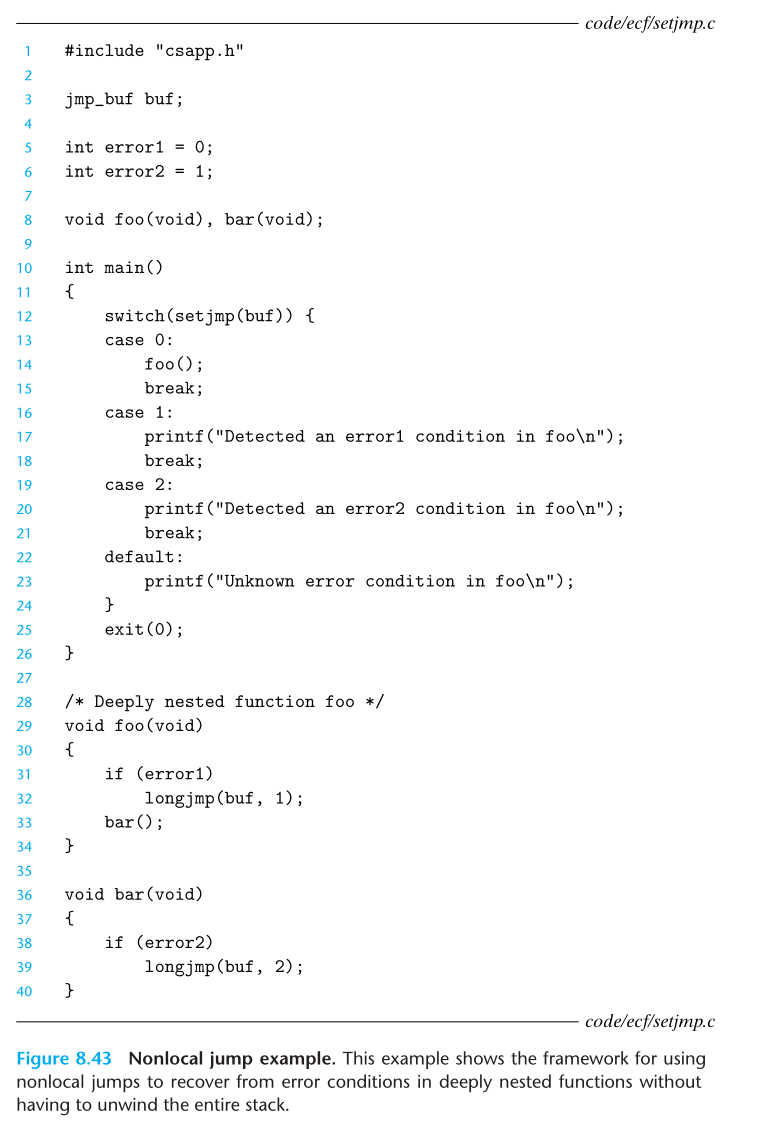 code/ecf/setjmp.c
1 #include "csapp.h"
2
3 jmp_buf buf;
4
5 int error1 = 0;
6 int error2 = 1;
7
8 void foo(void), bar(void);
9
10 int main()
11 {
12     switch(setjmp(buf)) {
13     case 0:
14         foo();
15         break;
16     case 1:
17         printf("Detected an error1 condition in foo\n");
18         break;
19     case 2:
20         printf("Detected an error2 condition in foo\n");
21         break;
22     default:
23         printf("Unknown error condition in foo\n");
24     }
25     exit(0);
26 }
27
28 /* Deeply nested function foo */
29 void foo(void)
30 {
31     if (error1)
32         longjmp(buf, 1);
33     bar();
34 }
35
36 void bar(void)
37 {
38     if (error2)
39         longjmp(buf, 2);
40 }
code/ecf/setjmp.c
Figure 8.43 Nonlocal jump example. This example shows the framework for using
nonlocal jumps to recover from error conditions in deeply nested functions without
having to unwind the entire stack.